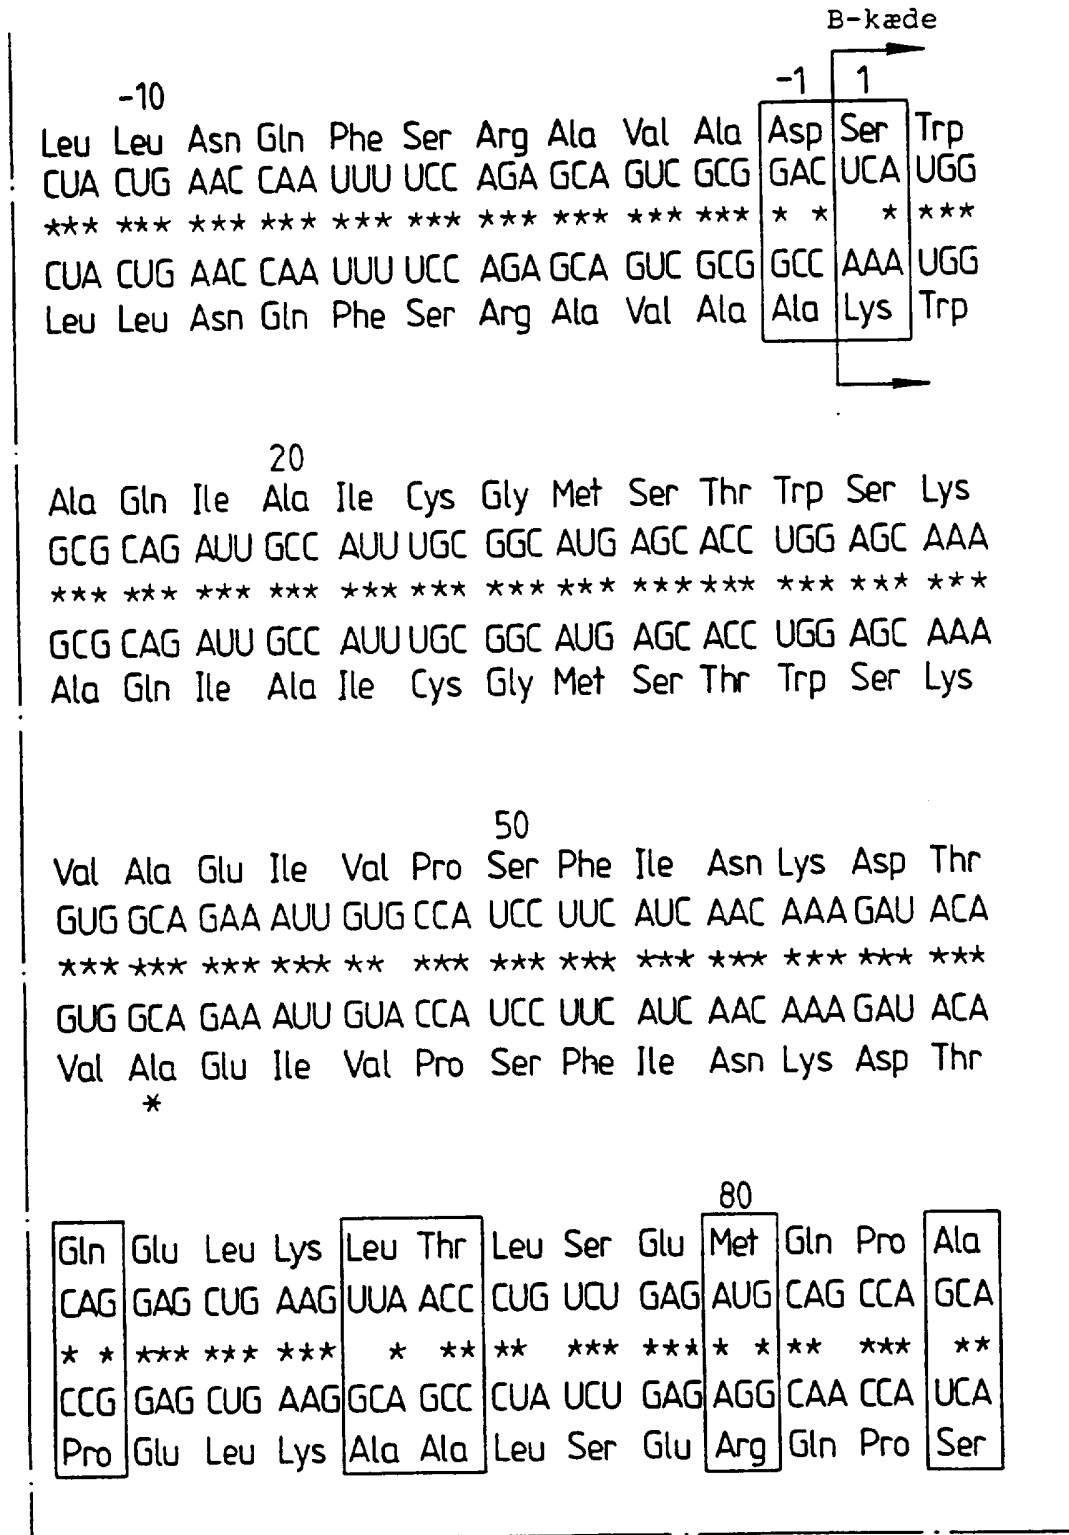 B-kæde
-10 -1 1
Leu Leu Asn Gln Phe Ser Arg Ala Val Ala Asp Ser Trp
CUA CUG AAC CAA UUU UCC AGA GCA GUC GCG GAC UCA UGG
*** *** *** *** *** *** *** *** *** *** * * * ***
CUA CUG AAC CAA UUU UCC AGA GCA GUC GCG GCC AAA UGG
Leu Leu Asn Gln Phe Ser Arg Ala Val Ala Ala Lys Trp
20
Ala Gln Ile Ala Ile Cys Gly Met Ser Thr Trp Ser Lys
GCG CAG AUU GCC AUU UGC GGC AUG AGC ACC UGG AGC AAA
*** *** *** *** *** *** *** *** *** *** *** *** ***
GCG CAG AUU GCC AUU UGC GGC AUG AGC ACC UGG AGC AAA
Ala Gln Ile Ala Ile Cys Gly Met Ser Thr Trp Ser Lys
50
Val Ala Glu Ile Val Pro Ser Phe Ile Asn Lys Asp Thr
GUG GCA GAA AUU GUG CCA UCC UUC AUC AAC AAA GAU ACA
*** *** *** *** ** *** *** *** *** *** *** *** ***
GUG GCA GAA AUU GUA CCA UCC UUC AUC AAC AAA GAU ACA
Val Ala Glu Ile Val Pro Ser Phe Ile Asn Lys Asp Thr
*
80
Gln Glu Leu Lys Leu Thr Leu Ser Glu Met Gln Pro Ala
CAG GAG CUG AAG UUA ACC CUG UCU GAG AUG CAG CCA GCA
* * *** *** *** * ** ** *** *** * * ** *** **
CCG GAG CUG AAG GCA GCC CUA UCU GAG AGG CAA CCA UCA
Pro Glu Leu Lys Ala Ala Leu Ser Glu Arg Gln Pro Ser